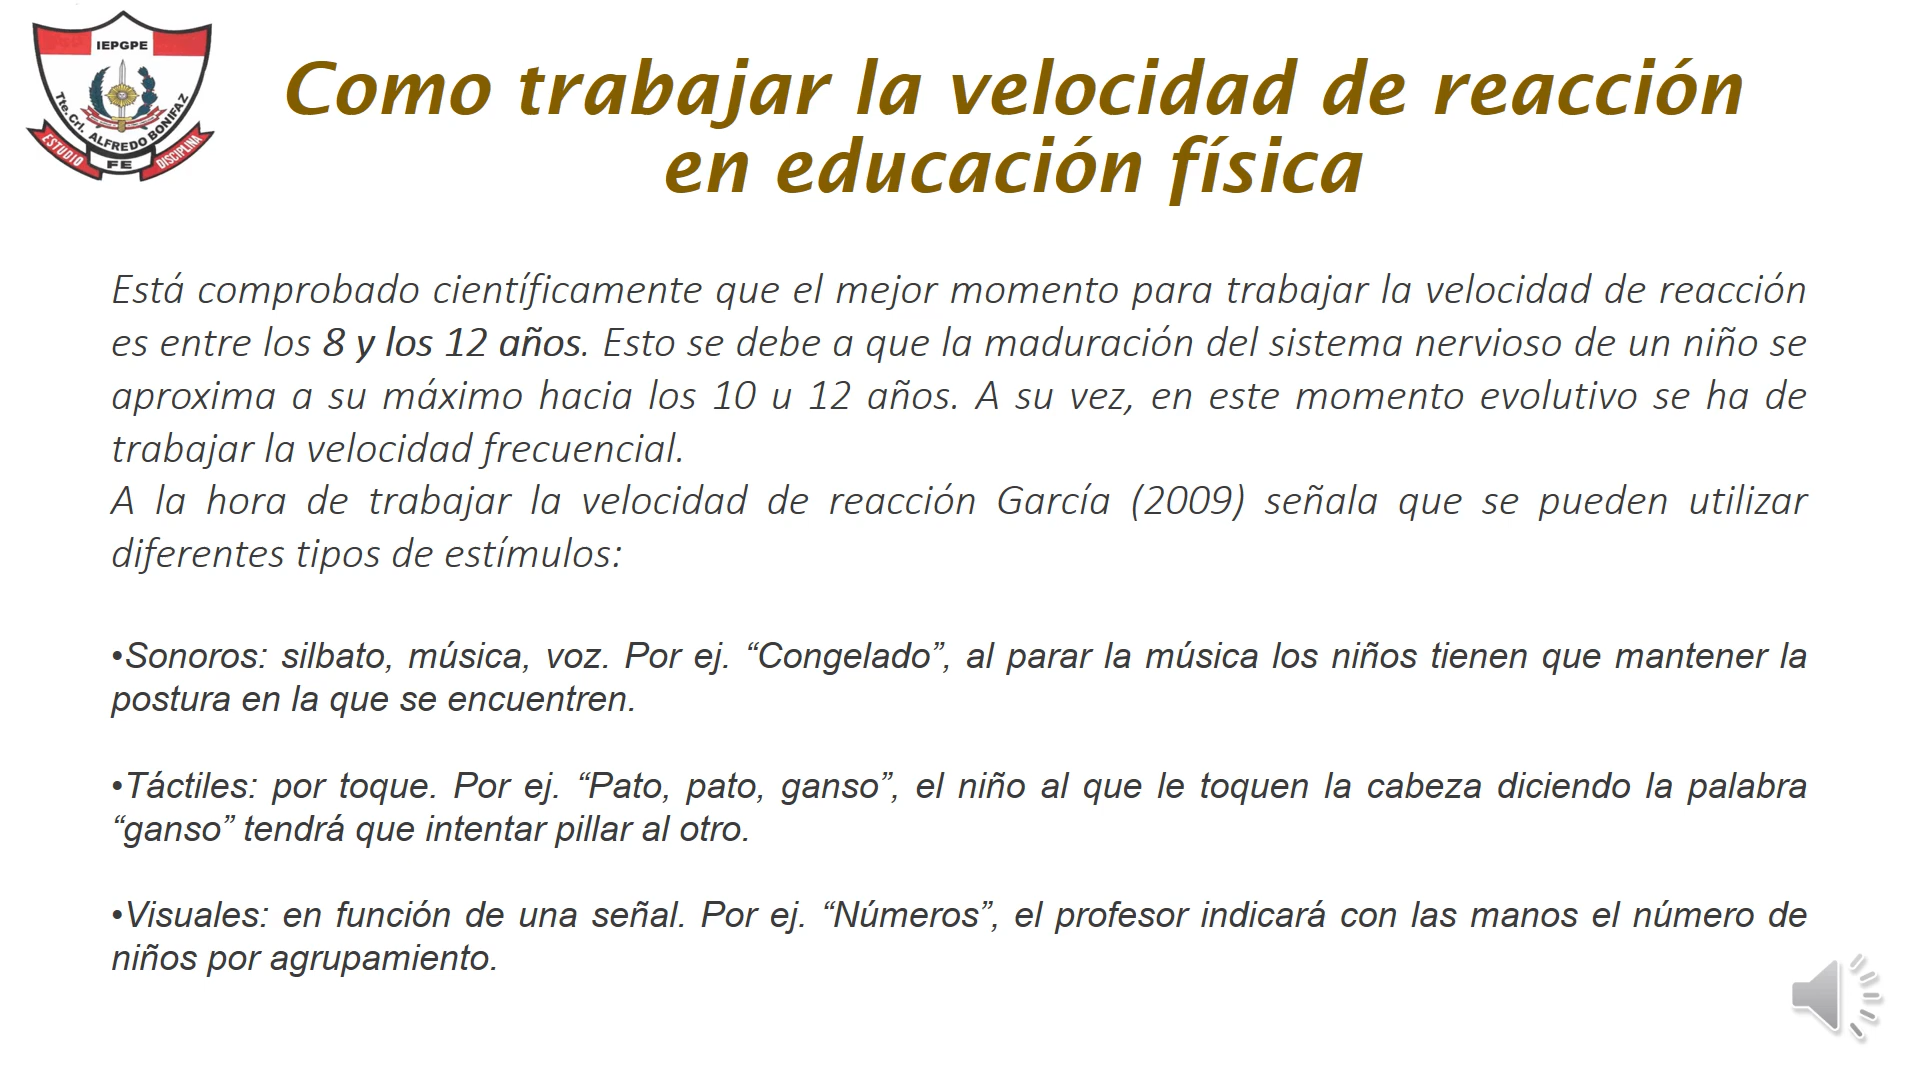 IEPGPE
Tte.Crl. ALFREDO BONIFAZ
ESTUDIO
FE
DISCIPLINA
Como trabajar la velocidad de reacción
en educación física
Está comprobado científicamente que el mejor momento para trabajar la velocidad de reacción
es entre los 8 y los 12 años. Esto se debe a que la maduración del sistema nervioso de un niño se
aproxima a su máximo hacia los 10 u 12 años. A su vez, en este momento evolutivo se ha de
trabajar la velocidad frecuencial.
A la hora de trabajar la velocidad de reacción García (2009) señala que se pueden utilizar
diferentes tipos de estímulos:
•Sonoros: silbato, música, voz. Por ej. “Congelado”, al parar la música los niños tienen que mantener la
postura en la que se encuentren.
•Táctiles: por toque. Por ej. “Pato, pato, ganso”, el niño al que le toquen la cabeza diciendo la palabra
“ganso” tendrá que intentar pillar al otro.
•Visuales: en función de una señal. Por ej. “Números”, el profesor indicará con las manos el número de
niños por agrupamiento.